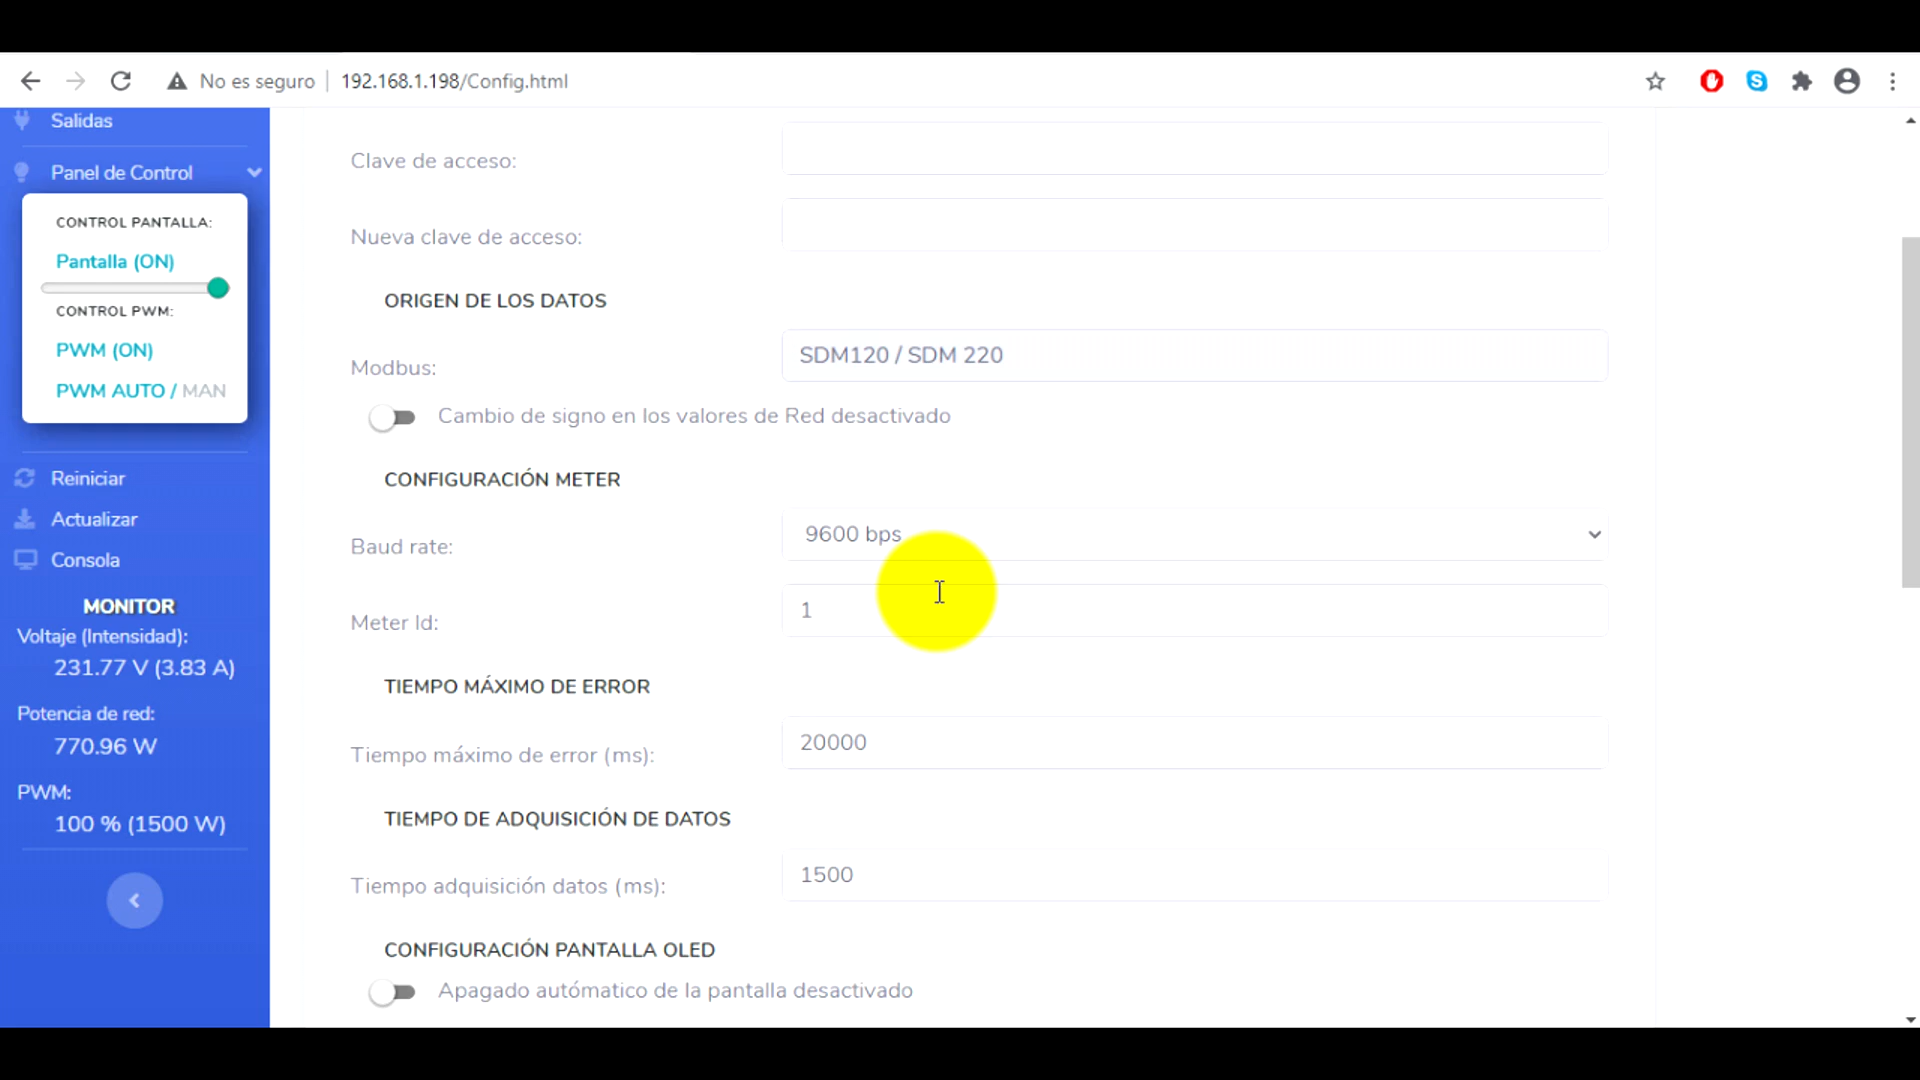 No es seguro
192.168.1.198/Config.html
Salidas
Panel de Control
CONTROL PANTALLA:
Pantalla (ON)
CONTROL PWM:
PWM (ON)
PWM AUTO / MAN
Reiniciar
Actualizar
Consola
MONITOR
Voltaje (Intensidad):
231.77 V (3.83 A)
Potencia de red:
770.96 W
PWM:
100 % (1500 W)
Clave de acceso:
Nueva clave de acceso:
ORIGEN DE LOS DATOS
Modbus: SDM120 / SDM 220
Cambio de signo en los valores de Red desactivado
CONFIGURACIÓN METER
Baud rate: 9600 bps
Meter Id: 1
TIEMPO MÁXIMO DE ERROR
Tiempo máximo de error (ms): 20000
TIEMPO DE ADQUISICIÓN DE DATOS
Tiempo adquisición datos (ms): 1500
CONFIGURACIÓN PANTALLA OLED
Apagado autómatico de la pantalla desactivado